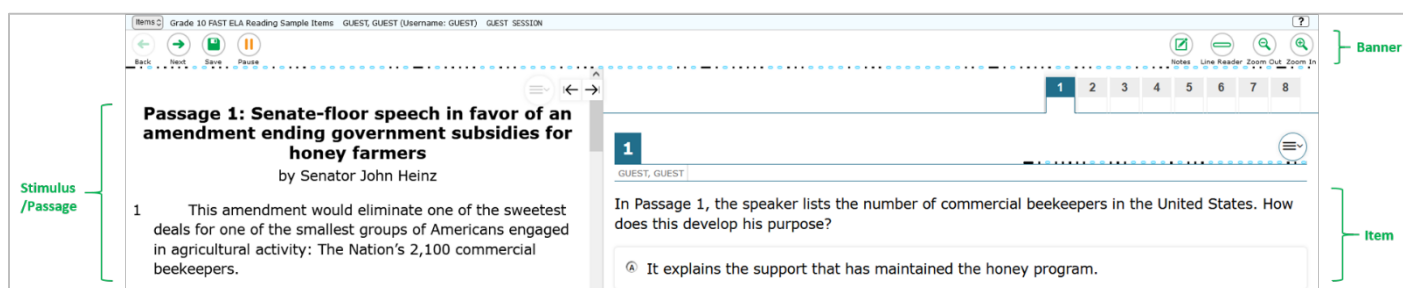 Items Grade 10 FAST ELA Reading Sample Items GUEST, GUEST (Username: GUEST) GUEST SESSION ?
Back Next Save Pause
Notes Line Reader Zoom Out Zoom In
Banner
Stimulus
/Passage
Passage 1: Senate-floor speech in favor of an
amendment ending government subsidies for
honey farmers
by Senator John Heinz
1 This amendment would eliminate one of the sweetest
deals for one of the smallest groups of Americans engaged
in agricultural activity: The Nation's 2,100 commercial
beekeepers.
1 2 3 4 5 6 7 8
1
GUEST, GUEST
In Passage 1, the speaker lists the number of commercial beekeepers in the United States. How
does this develop his purpose?
A It explains the support that has maintained the honey program.
Item